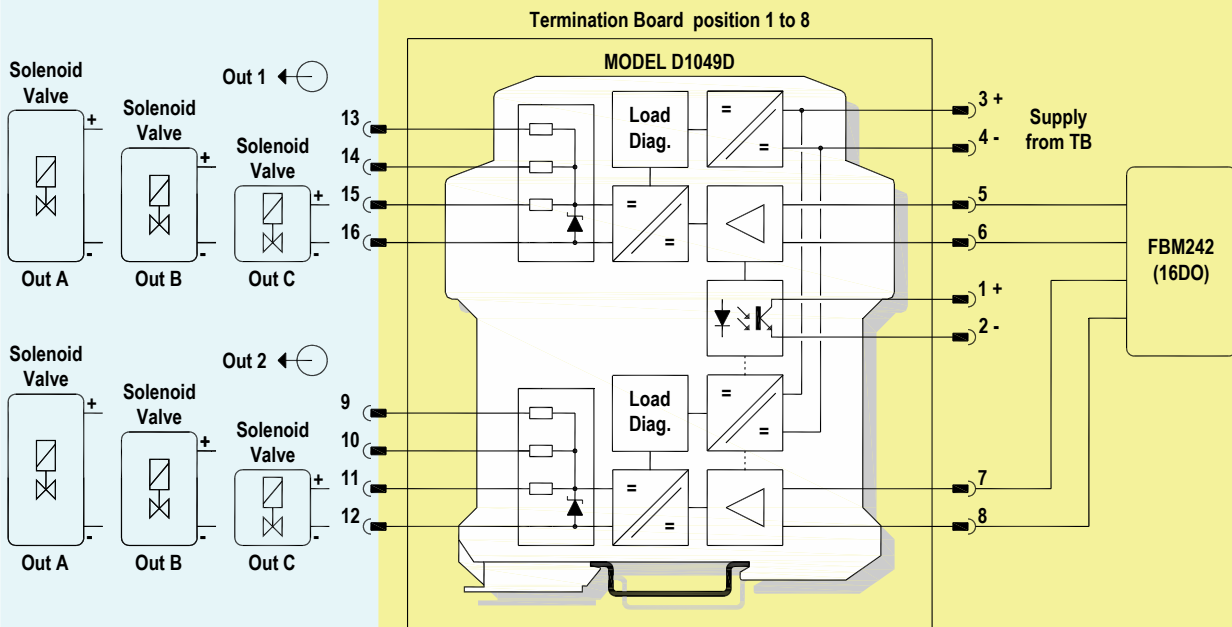 Termination Board position 1 to 8
MODEL D1049D
Solenoid
Valve
+
-
Out A
Solenoid
Valve
+
-
Out B
Solenoid
Valve
+
-
Out C
Out 1
13
14
15
16
Load
Diag.
=
=
=
=
3 +
4 -
Supply
from TB
5
6
1 +
2 -
FBM242
(16DO)
Solenoid
Valve
+
-
Out A
Solenoid
Valve
+
-
Out B
Solenoid
Valve
+
-
Out C
Out 2
9
10
11
12
Load
Diag.
=
=
=
=
7
8